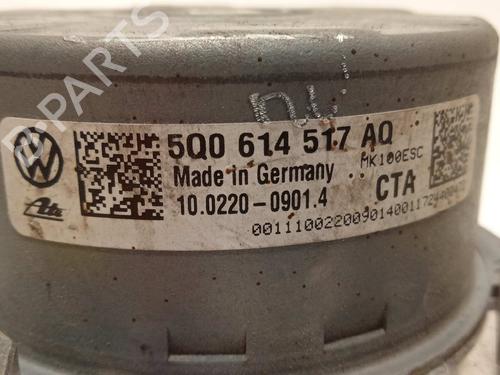 B-PARTS
5Q0 614 517 AQ
MK100ESC
Made in Germany
CTA
10.0220-0901.4
Ate